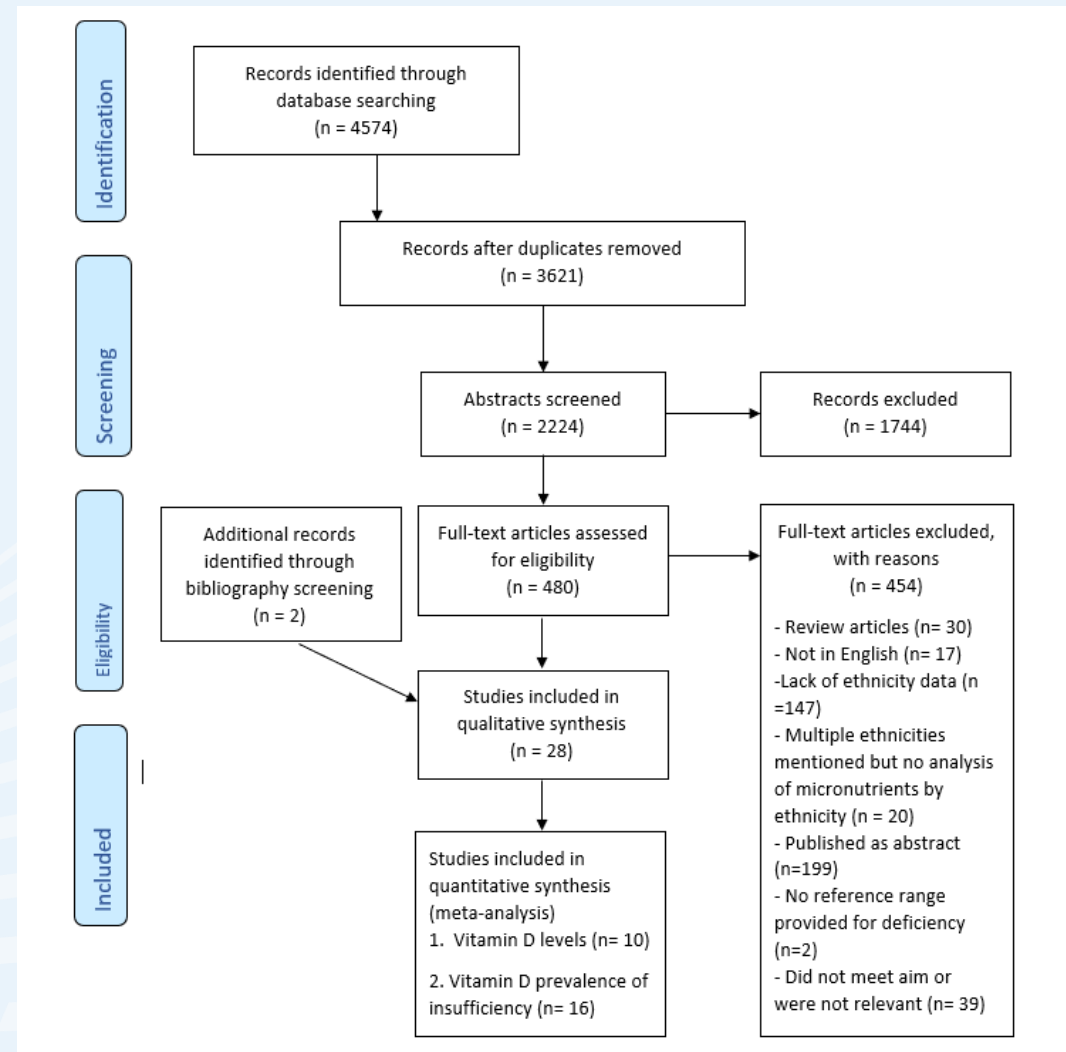 Identification
Records identified through
database searching
(n = 4574)
Records after duplicates removed
(n = 3621)
Screening
Abstracts screened
(n = 2224)
Records excluded
(n = 1744)
Eligibility
Additional records
identified through
bibliography screening
(n = 2)
Full-text articles assessed
for eligibility
(n = 480)
Full-text articles excluded,
with reasons
(n = 454)
- Review articles (n= 30)
- Not in English (n= 17)
-Lack of ethnicity data (n
=147)
- Multiple ethnicities
mentioned but no analysis
of micronutrients by
ethnicity (n = 20)
- Published as abstract
(n=199)
- No reference range
provided for deficiency
(n=2)
- Did not meet aim or
were not relevant (n= 39)
Studies included in
qualitative synthesis
(n = 28)
Included
Studies included in
quantitative synthesis
(meta-analysis)
1. Vitamin D levels (n= 10)
2. Vitamin D prevalence of
insufficiency (n= 16)